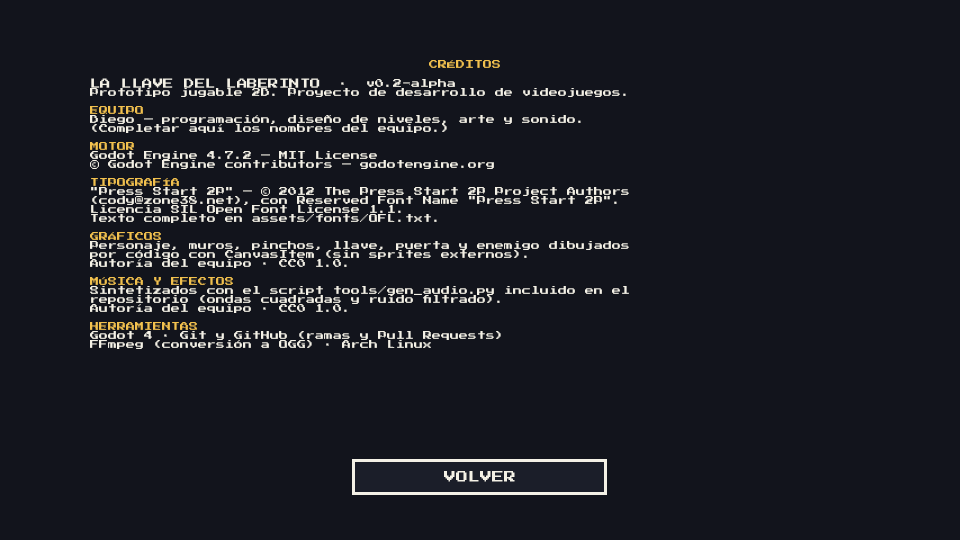 CRÉDITOS
LA LLAVE DEL LABERINTO · v0.2-alpha
Prototipo jugable 2D. Proyecto de desarrollo de videojuegos.
EQUIPO
Diego — programación, diseño de niveles, arte y sonido.
(Completar aquí los nombres del equipo.)
MOTOR
Godot Engine 4.7.2 — MIT License
© Godot Engine contributors — godotengine.org
TIPOGRAFÍA
"Press Start 2P" — © 2012 The Press Start 2P Project Authors
(cody@zone38.net), con Reserved Font Name "Press Start 2P".
Licencia SIL Open Font License 1.1.
Texto completo en assets/fonts/OFL.txt.
GRÁFICOS
Personaje, muros, pinchos, llave, puerta y enemigo dibujados
por código con CanvasItem (sin sprites externos).
Autoría del equipo · CC0 1.0.
MÚSICA Y EFECTOS
Sintetizados con el script tools/gen_audio.py incluido en el
repositorio (ondas cuadradas y ruido filtrado).
Autoría del equipo · CC0 1.0.
HERRAMIENTAS
Godot 4 · Git y GitHub (ramas y Pull Requests)
FFmpeg (conversión a OGG) · Arch Linux
VOLVER